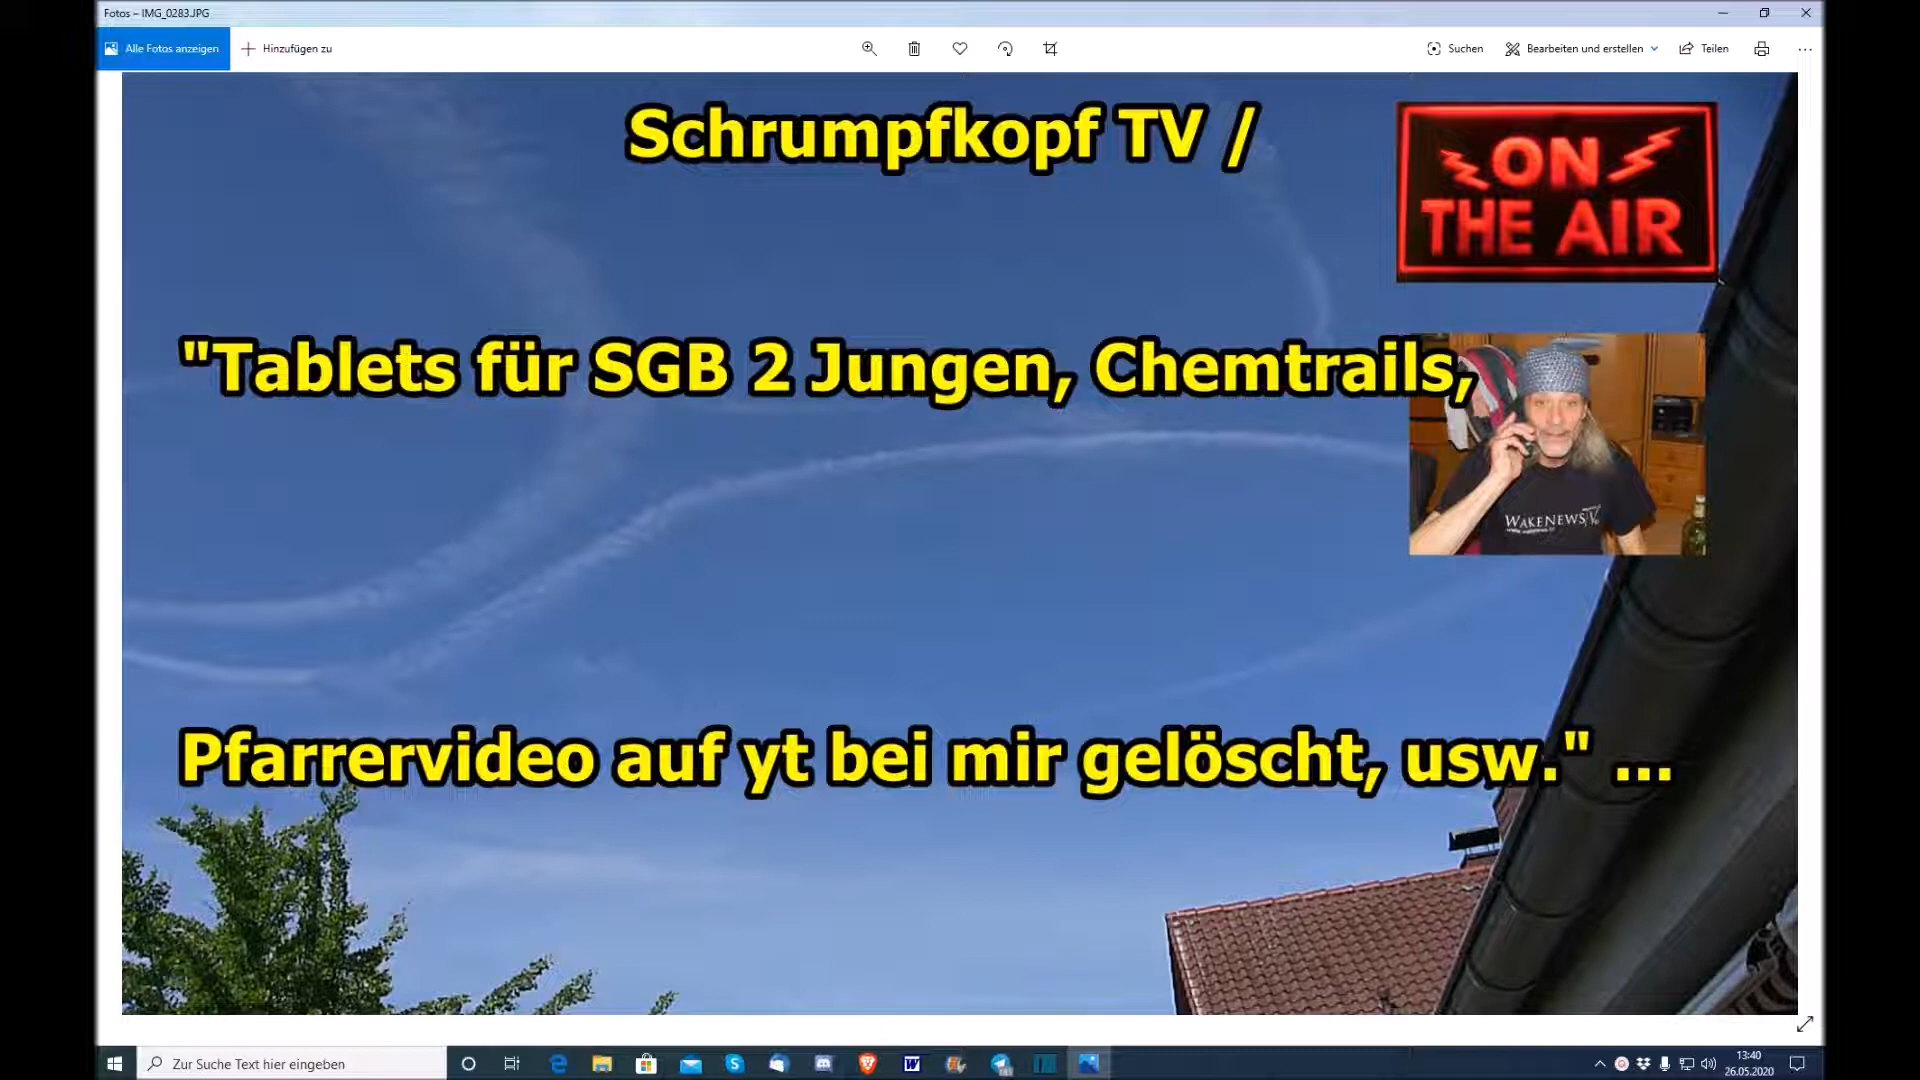 Fotos – IMG_0283.JPG
Alle Fotos anzeigen
Hinzufügen zu
Suchen
Bearbeiten und erstellen
Teilen
Schrumpfkopf TV /
ON
THE AIR
"Tablets für SGB 2 Jungen, Chemtrails,
WAKENEWS
Pfarrervideo auf yt bei mir gelöscht, usw." ...
Zur Suche Text hier eingeben
13:40
26.05.2020